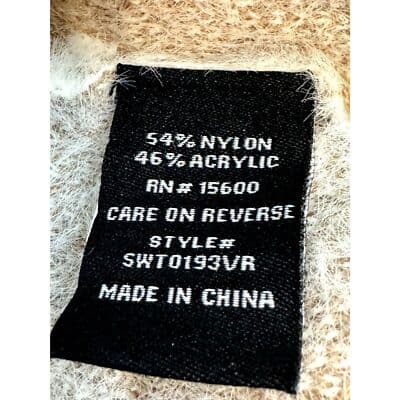 54% NYLON
46% ACRYLIC
RN# 15600
CARE ON REVERSE
STYLE#
SWT0193VR
MADE IN CHINA